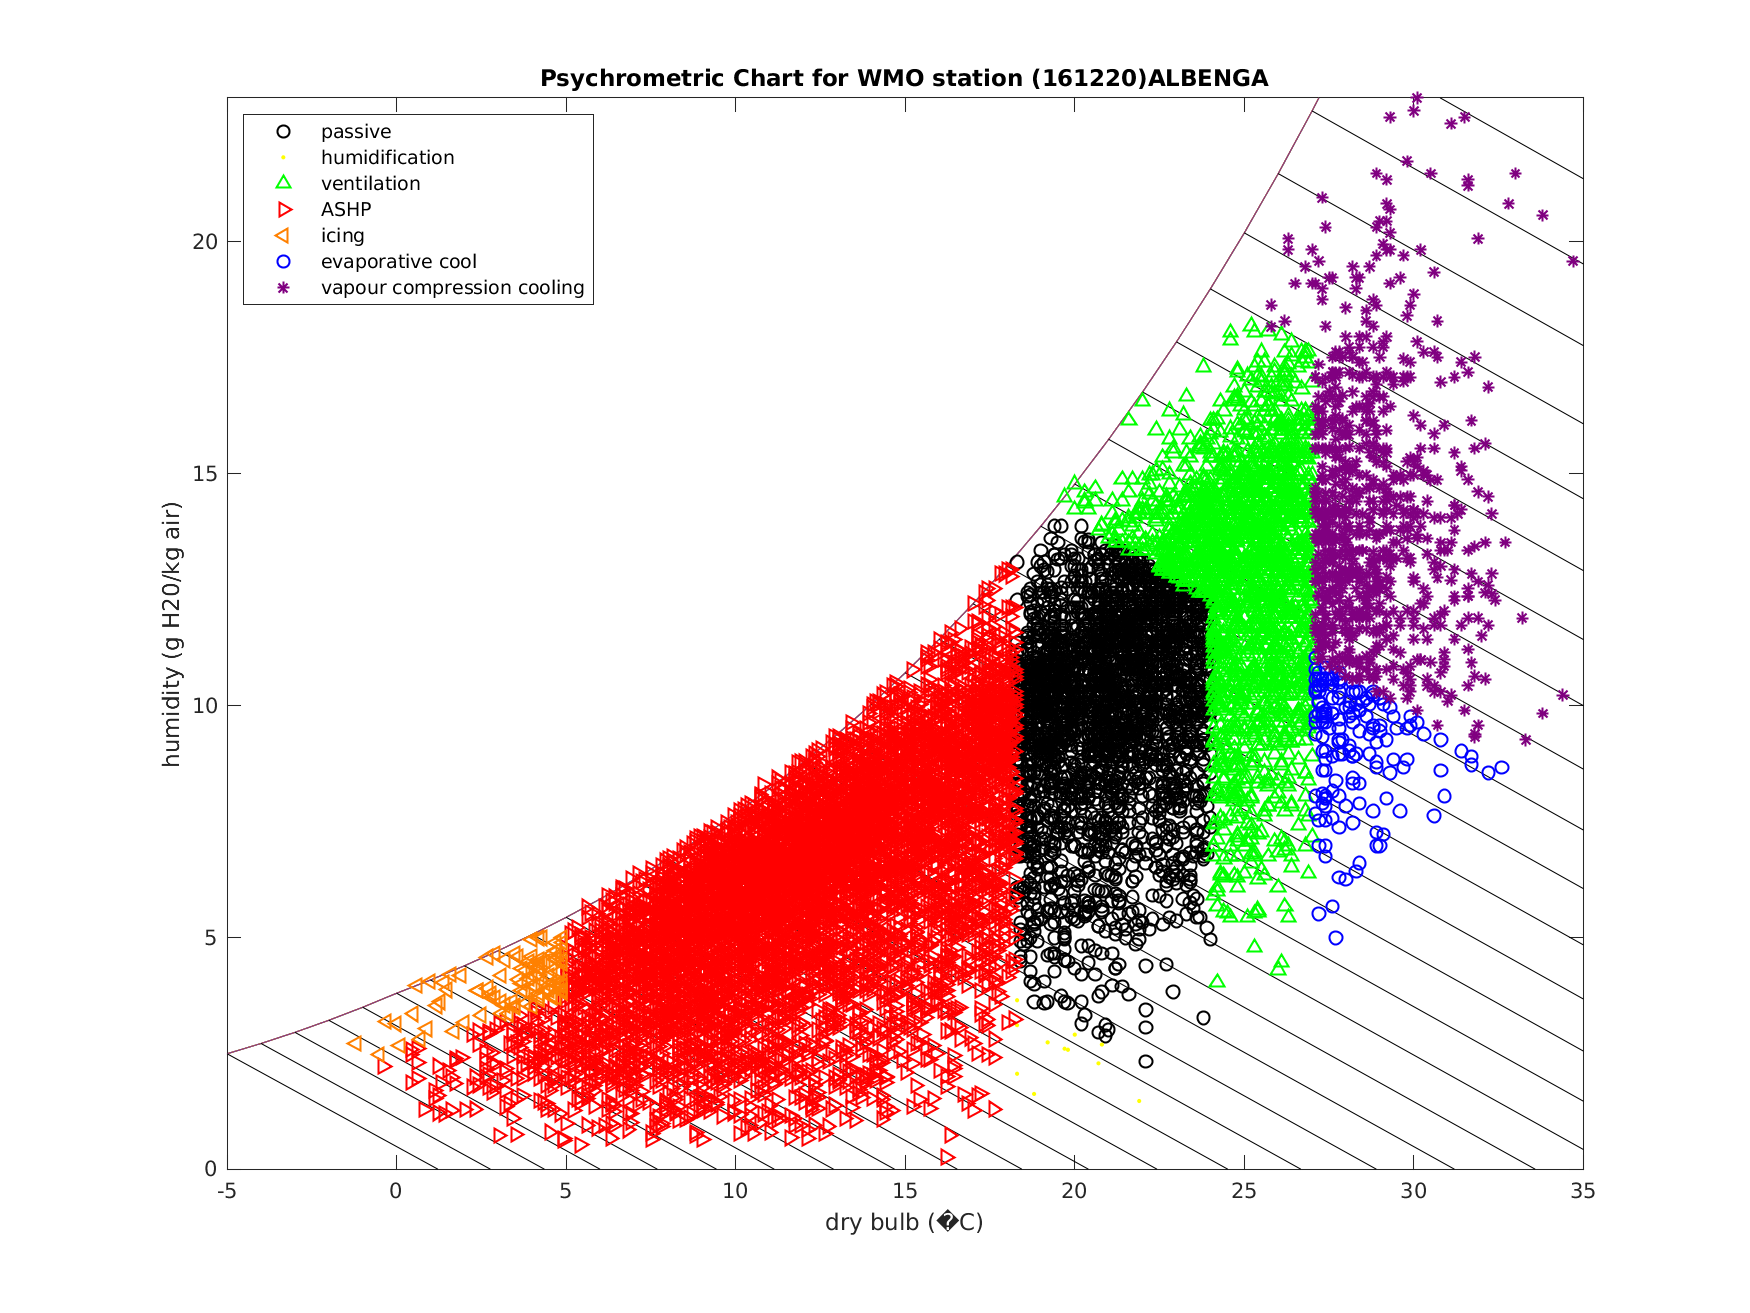 Psychrometric Chart for WMO station (161220)ALBENGA
passive
humidification
ventilation
ASHP
icing
evaporative cool
vapour compression cooling
20
15
10
5
0
humidity (g H20/kg air)
-5 0 5 10 15 20 25 30 35
dry bulb (�C)